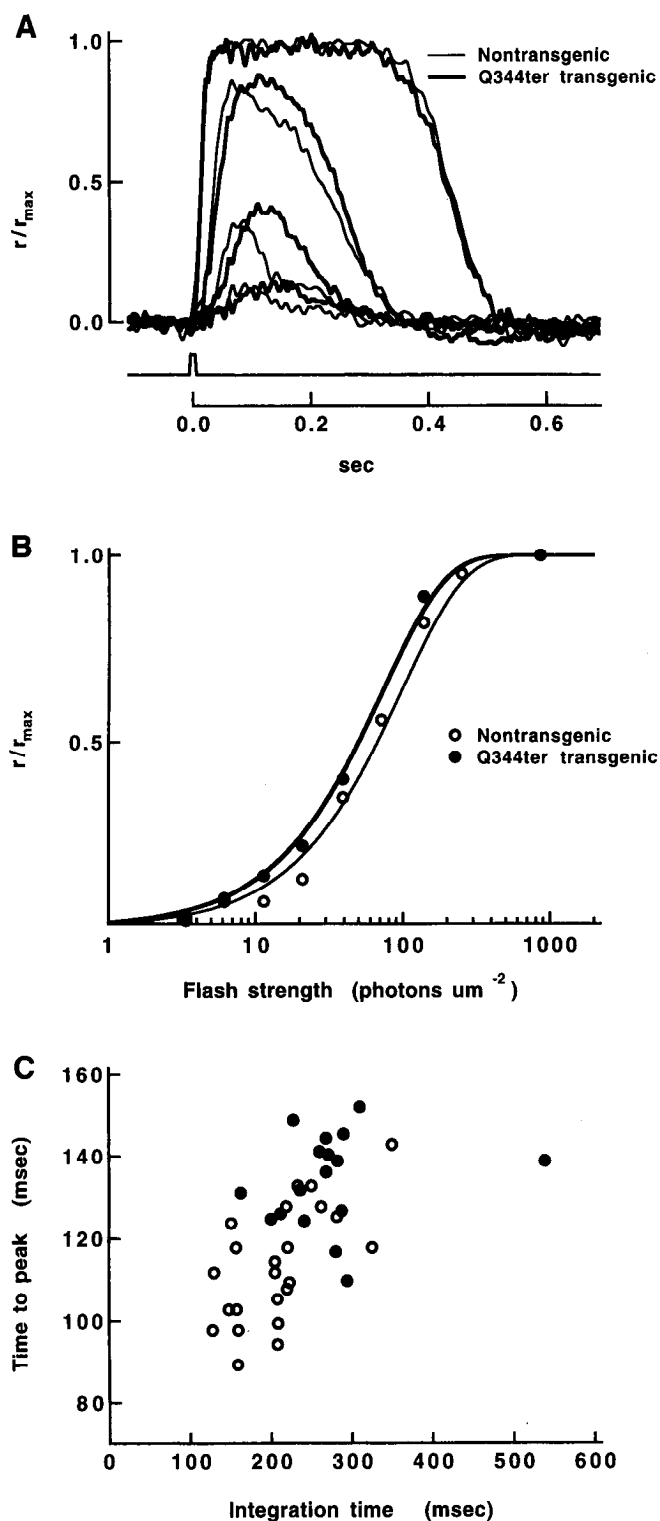 A
1.0
0.5
0.0
r/rmax
Nontransgenic
Q344ter transgenic
0.0 0.2 0.4 0.6
sec
B
1.0
0.5
r/rmax
Nontransgenic
Q344ter transgenic
1 10 100 1000
Flash strength (photons um -2)
C
160
140
120
100
80
Time to peak (msec)
0 100 200 300 400 500 600
Integration time (msec)